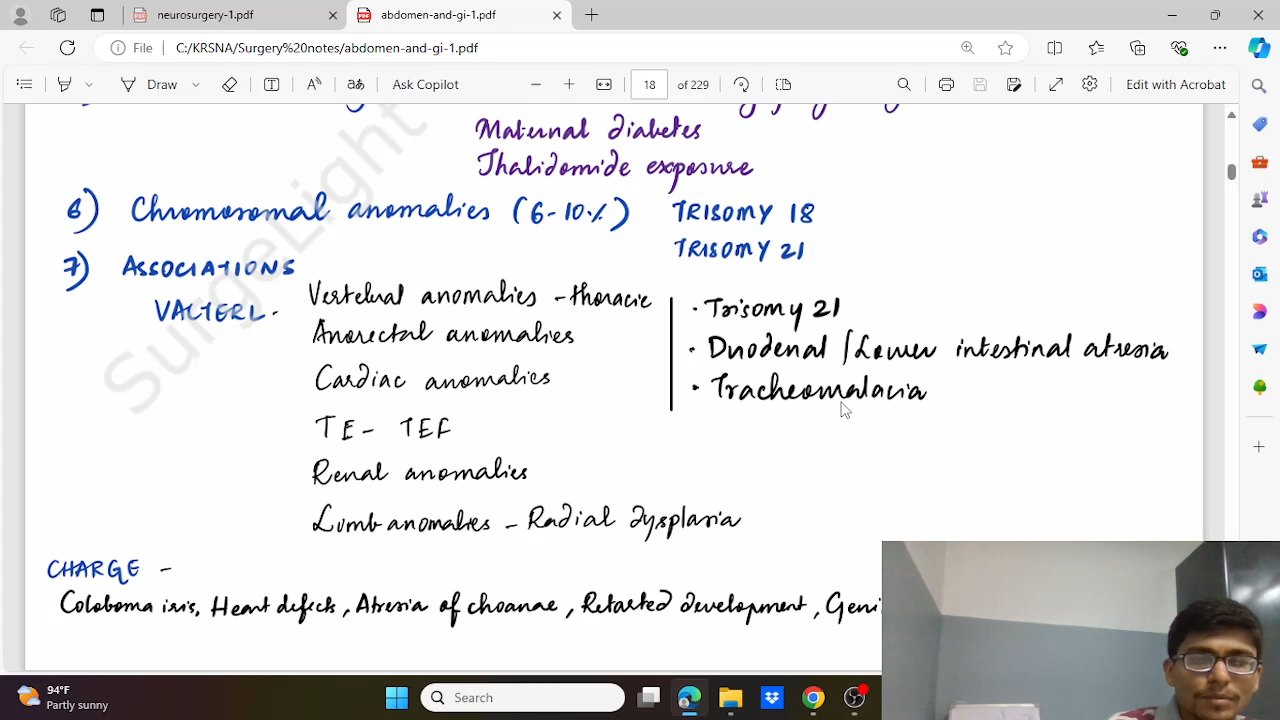 neurosurgery-1.pdf
abdomen-and-gi-1.pdf
File C:/KRSNA/Surgery%20notes/abdomen-and-gi-1.pdf
Draw Ask Copilot 18 of 229 Edit with Acrobat
Maternal diabetes
Thalidomide exposure
6) Chromosomal anomalies (6-10%) TRISOMY 18
TRISOMY 21
7) ASSOCIATIONS
VACTERL - Vertebral anomalies - thoracic
Anorectal anomalies
Cardiac anomalies
TE - TEF
Renal anomalies
Limb anomalies - Radial dysplasia
· Trisomy 21
· Duodenal / Lower intestinal atresia
· Tracheomalacia
CHARGE -
Coloboma iris, Heart defects, Atresia of choanae, Retarted development, Geni
SurgeLight
94°F
Partly sunny
Search